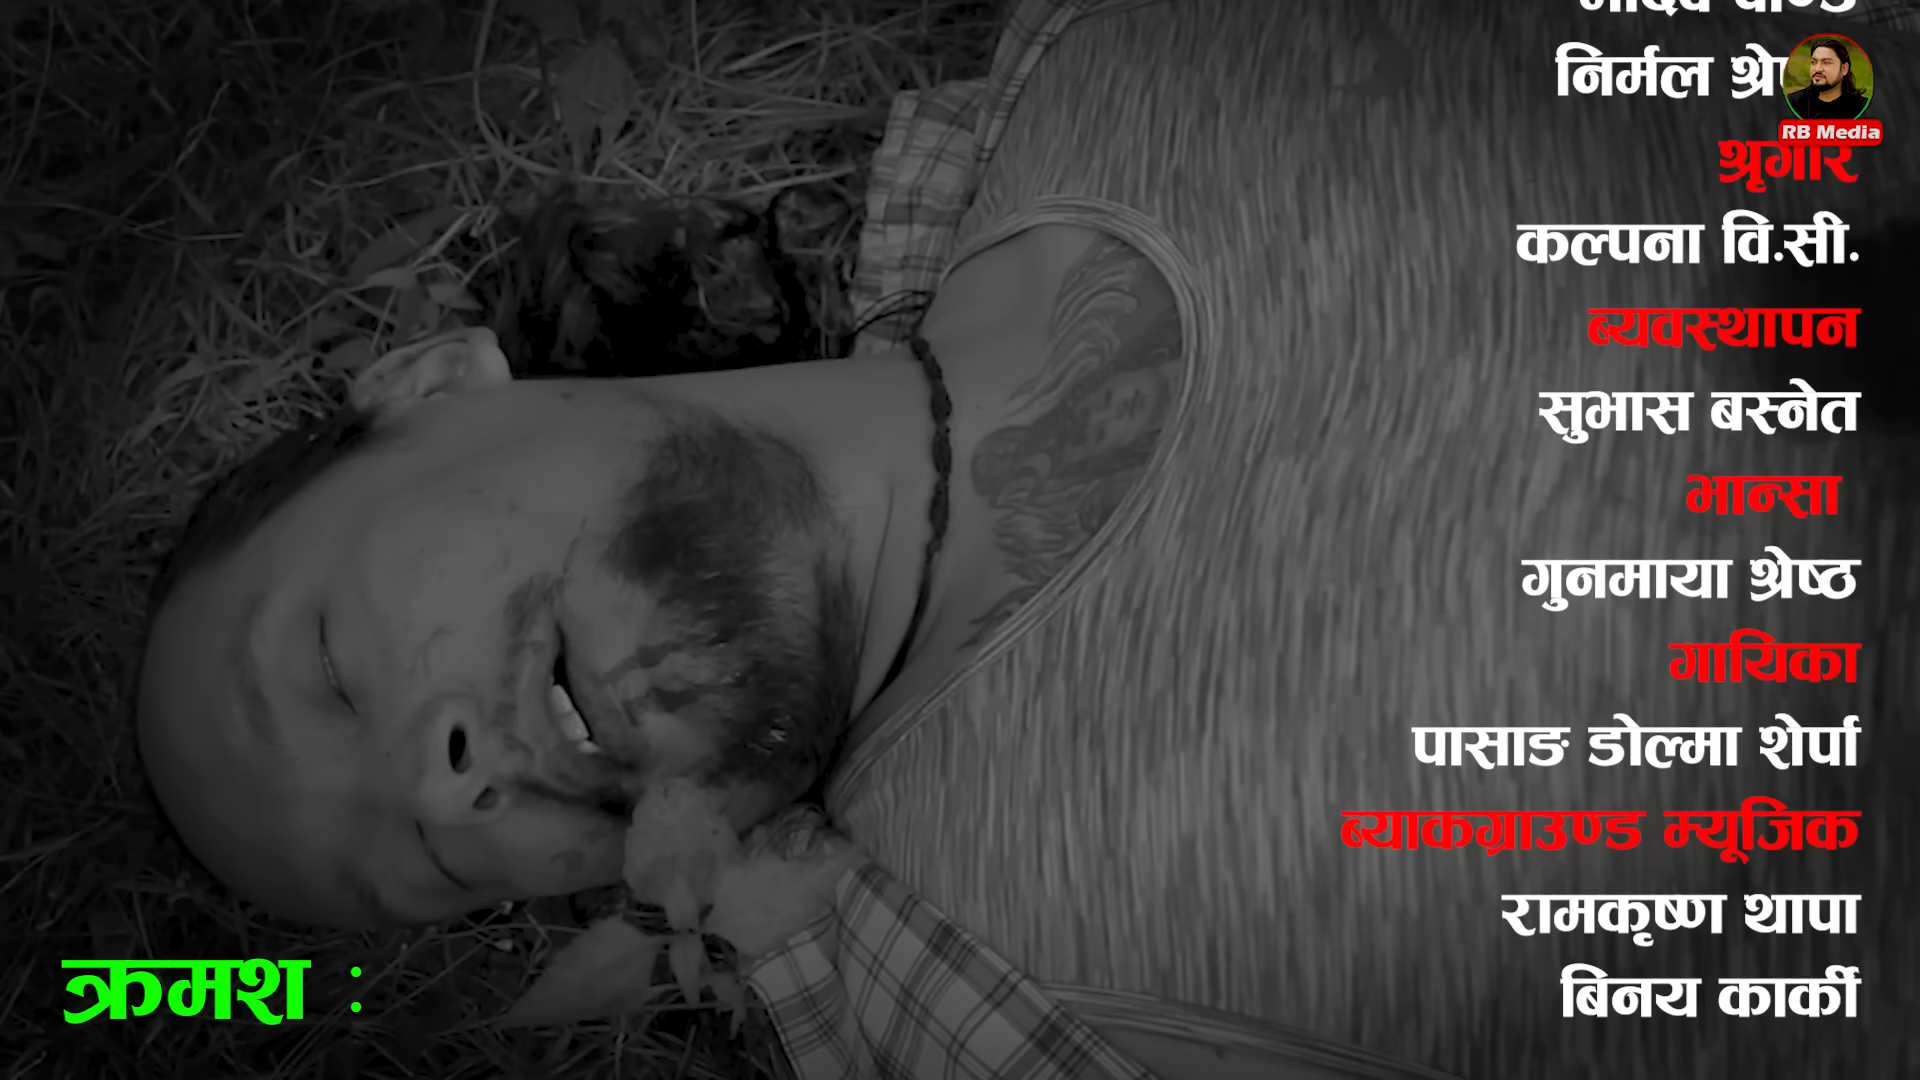 निर्मल
RB Media
श्रृगार
कल्पना वि.सी.
ब्यवस्थापन
सुभास बस्नेत
भान्सा
गुनमाया श्रेष्ठ
गायिका
पासाङ डोल्मा शेर्पा
ब्याकग्राउण्ड म्यूजिक
रामकृष्ण थापा
बिनय कार्की
क्रमश :